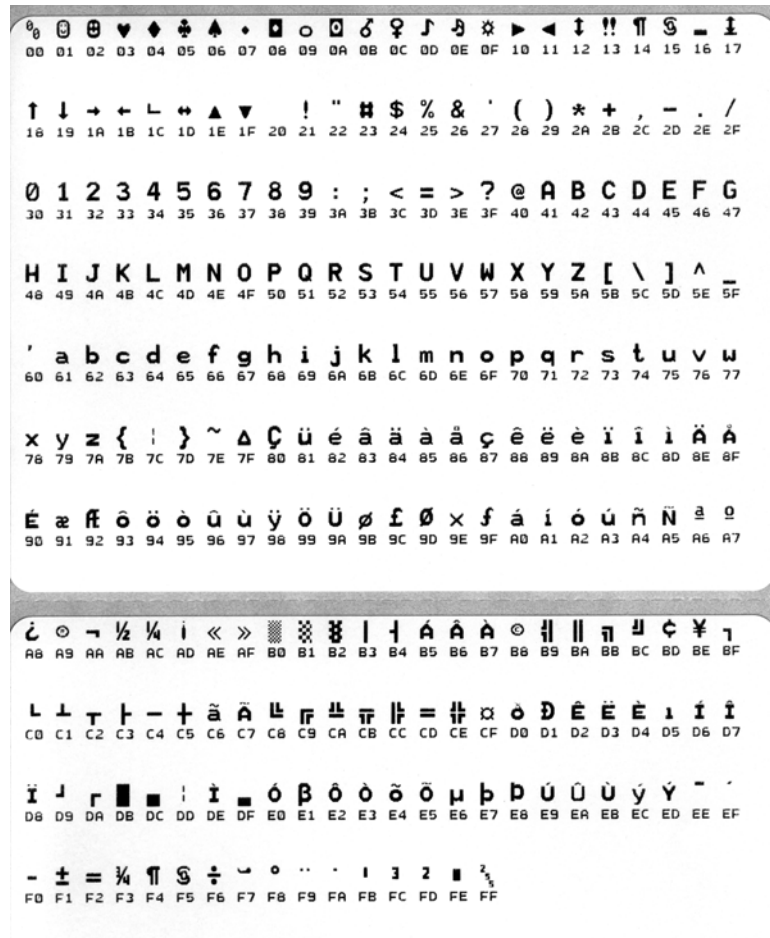 ⁰₀ ☺ ☻ ♥ ♦ ♣ ♠ • ◘ ○ ◙ ♂ ♀ ♪ ♫ ☼ ► ◄ ↕ ‼ ¶ § ▬ ↨
00 01 02 03 04 05 06 07 08 09 0A 0B 0C 0D 0E 0F 10 11 12 13 14 15 16 17
↑ ↓ → ← ∟ ↔ ▲ ▼ ! " # $ % & ' ( ) * + , - . /
18 19 1A 1B 1C 1D 1E 1F 20 21 22 23 24 25 26 27 28 29 2A 2B 2C 2D 2E 2F
0 1 2 3 4 5 6 7 8 9 : ; < = > ? @ A B C D E F G
30 31 32 33 34 35 36 37 38 39 3A 3B 3C 3D 3E 3F 40 41 42 43 44 45 46 47
H I J K L M N O P Q R S T U V W X Y Z [ \ ] ^ _
48 49 4A 4B 4C 4D 4E 4F 50 51 52 53 54 55 56 57 58 59 5A 5B 5C 5D 5E 5F
' a b c d e f g h i j k l m n o p q r s t u v w
60 61 62 63 64 65 66 67 68 69 6A 6B 6C 6D 6E 6F 70 71 72 73 74 75 76 77
x y z { ¦ } ~ ∆ Ç ü é â ä à å ç ê ë è ï î ì Ä Å
78 79 7A 7B 7C 7D 7E 7F 80 81 82 83 84 85 86 87 88 89 8A 8B 8C 8D 8E 8F
É æ Æ ô ö ò û ù ÿ Ö Ü ø £ Ø × ƒ á í ó ú ñ Ñ ª º
90 91 92 93 94 95 96 97 98 99 9A 9B 9C 9D 9E 9F A0 A1 A2 A3 A4 A5 A6 A7
¿ ® ¬ ½ ¼ ¡ « » ░ ▒ ▓ │ ┤ Á Â À © ╣ ║ ╗ ╝ ¢ ¥ ┐
A8 A9 AA AB AC AD AE AF B0 B1 B2 B3 B4 B5 B6 B7 B8 B9 BA BB BC BD BE BF
└ ┴ ┬ ├ ─ ┼ ã Ã ╚ ╔ ╩ ╦ ╠ = ╬ ¤ ð Ð Ê Ë È ı Í Î
C0 C1 C2 C3 C4 C5 C6 C7 C8 C9 CA CB CC CD CE CF D0 D1 D2 D3 D4 D5 D6 D7
Ï ┘ ┌ █ ▄ ¦ Ì ▬ Ó β Ô Ò õ Õ µ þ Þ Ú Û Ù ý Ý ¯ ´
D8 D9 DA DB DC DD DE DF E0 E1 E2 E3 E4 E5 E6 E7 E8 E9 EA EB EC ED EE EF
- ± = ¾ ¶ § ÷ ¸ ° ¨ · ı ³ ² ■ ²₅₅
F0 F1 F2 F3 F4 F5 F6 F7 F8 F9 FA FB FC FD FE FF